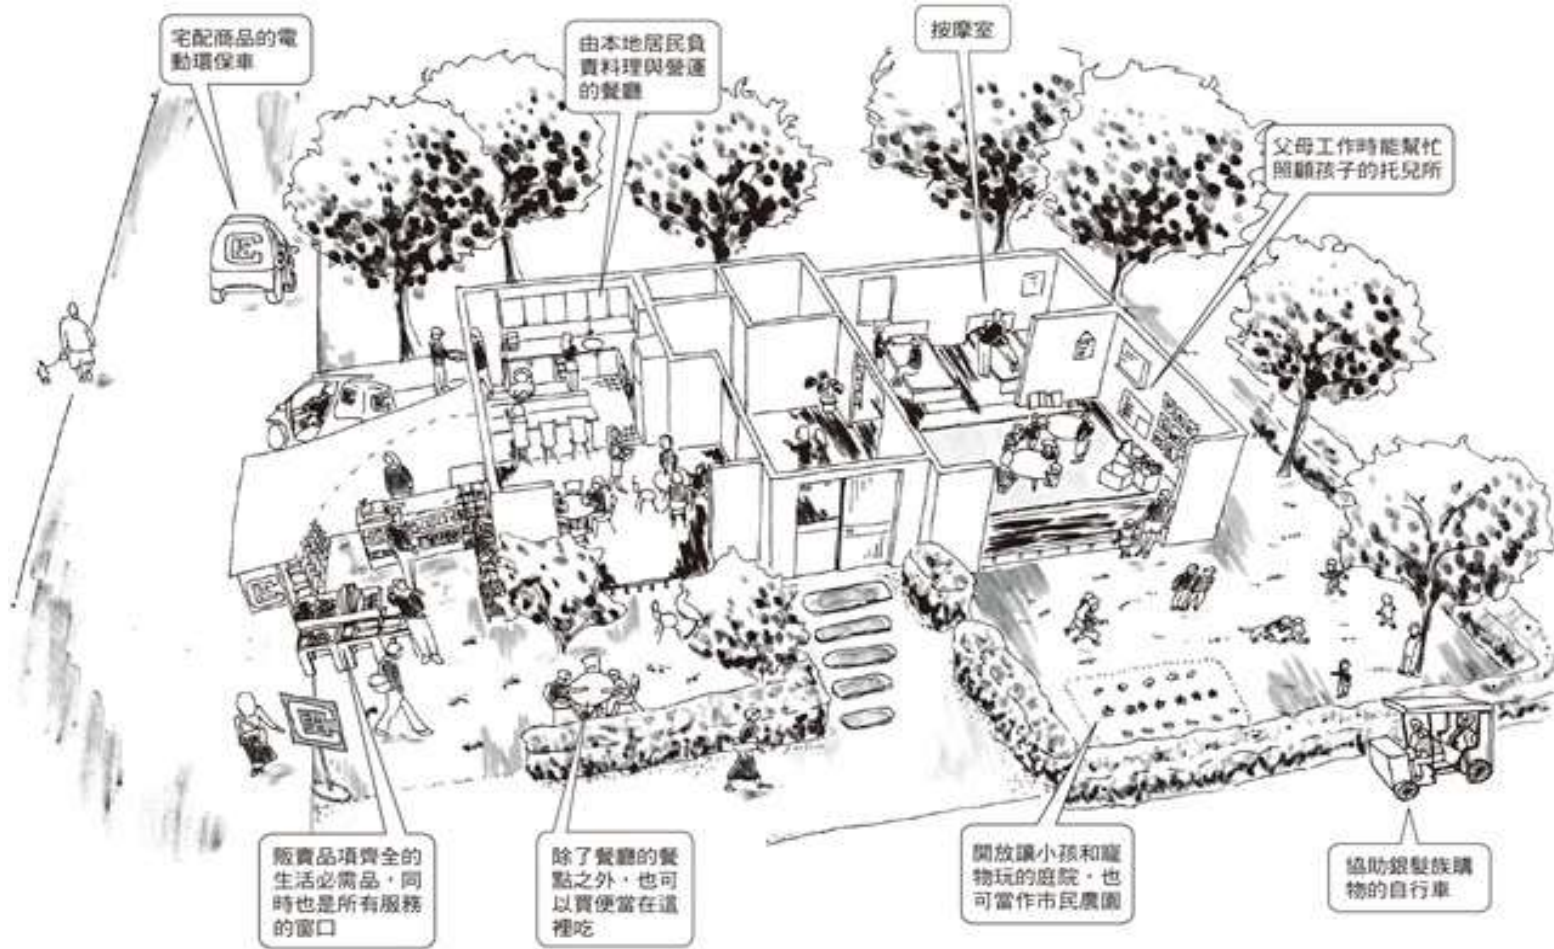 宅配商品的電
動環保車
由本地居民負
責料理與營運
的餐廳
按摩室
父母工作時能幫忙
照顧孩子的托兒所
販賣品項齊全的
生活必需品，同
時也是所有服務
的窗口
除了餐廳的餐
點之外，也可
以買便當在這
裡吃
開放讓小孩和寵
物玩的庭院，也
可當作市民農園
協助銀髮族購
物的自行車